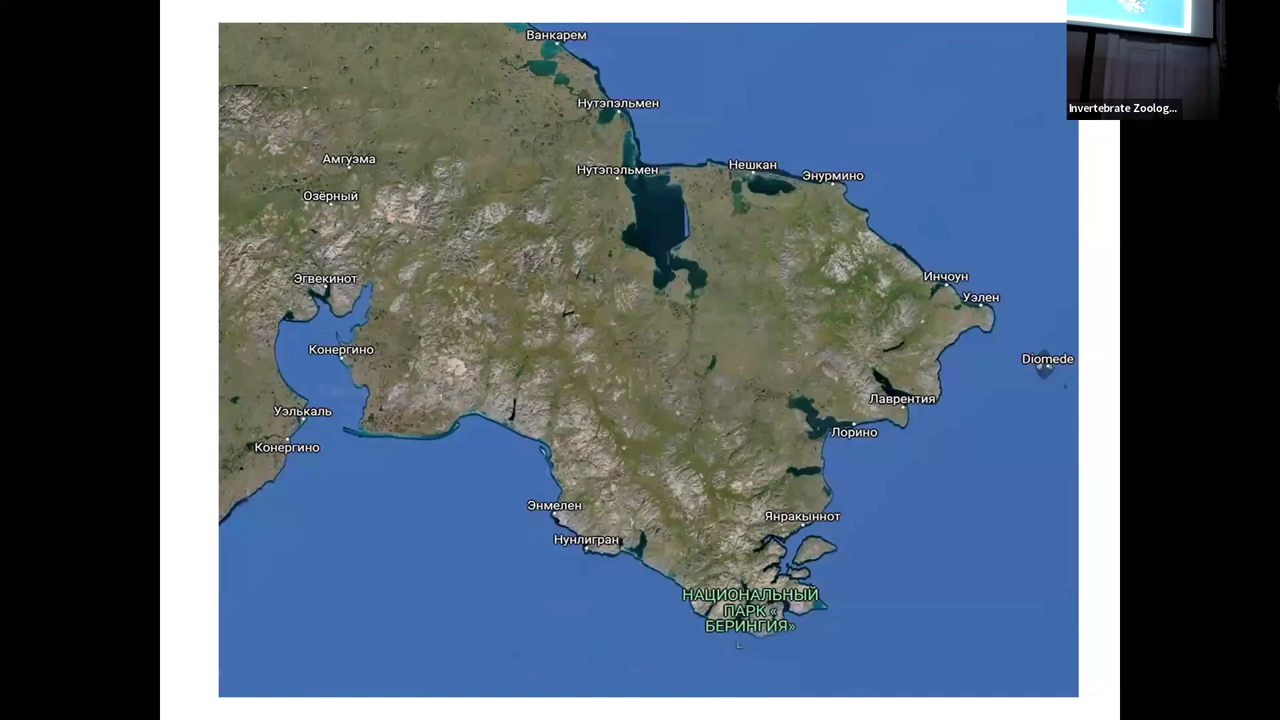 Ванкарем
Invertebrate Zoolog...
Нутэпэльмен
Амгуэма
Нешкан
Нутэпэльмен
Энурмино
Озёрный
Эгвекинот
Инчоун
Уэлен
Конергино
Diomede
Лаврентия
Уэлькаль
Лорино
Конергино
Энмелен
Янракыннот
Нунлигран
НАЦИОНАЛЬНЫЙ
ПАРК «
БЕРИНГИЯ»